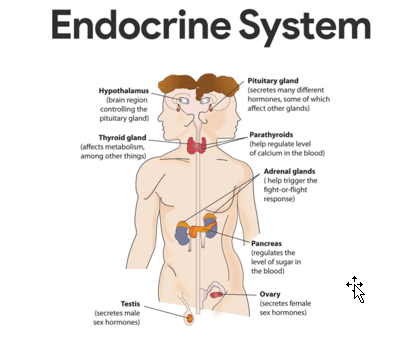 Endocrine System
Hypothalamus
(brain region
controlling the
pituitary gland)
Pituitary gland
(secretes many different
hormones, some of which
affect other glands)
Thyroid gland
(affects metabolism,
among other things)
Parathyroids
(help regulate level
of calcium in the blood)
Adrenal glands
( help trigger the
fight-or-flight
response)
Pancreas
(regulates the
level of sugar in
the blood)
Testis
(secretes male
sex hormones)
Ovary
(secretes female
sex hormones)